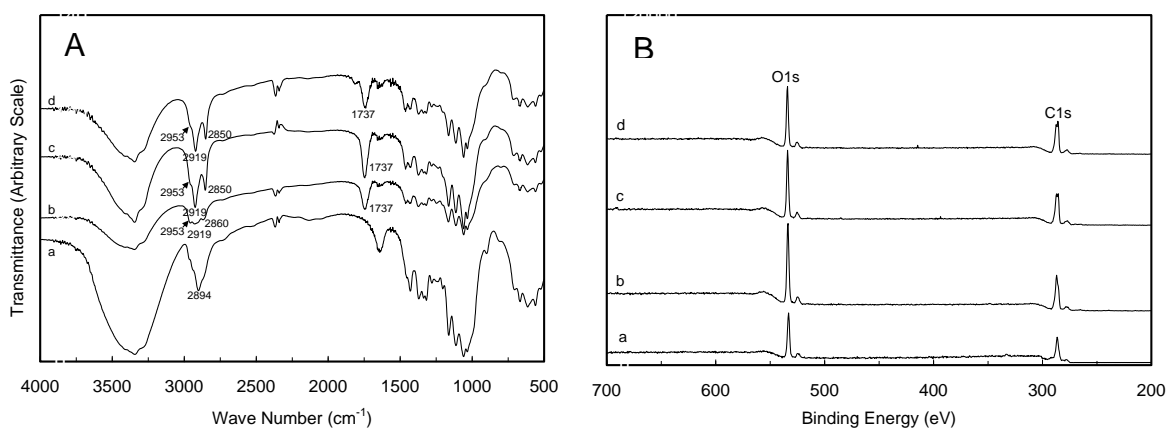 A
Transmittance (Arbitrary Scale)
d
2953
2919
2850
1737
c
2953
2919
2850
1737
b
2953
2919
2860
1737
a
2894
4000 3500 3000 2500 2000 1500 1000 500
Wave Number (cm-1)
B
O1s
C1s
d
c
b
a
700 600 500 400 300 200
Binding Energy (eV)